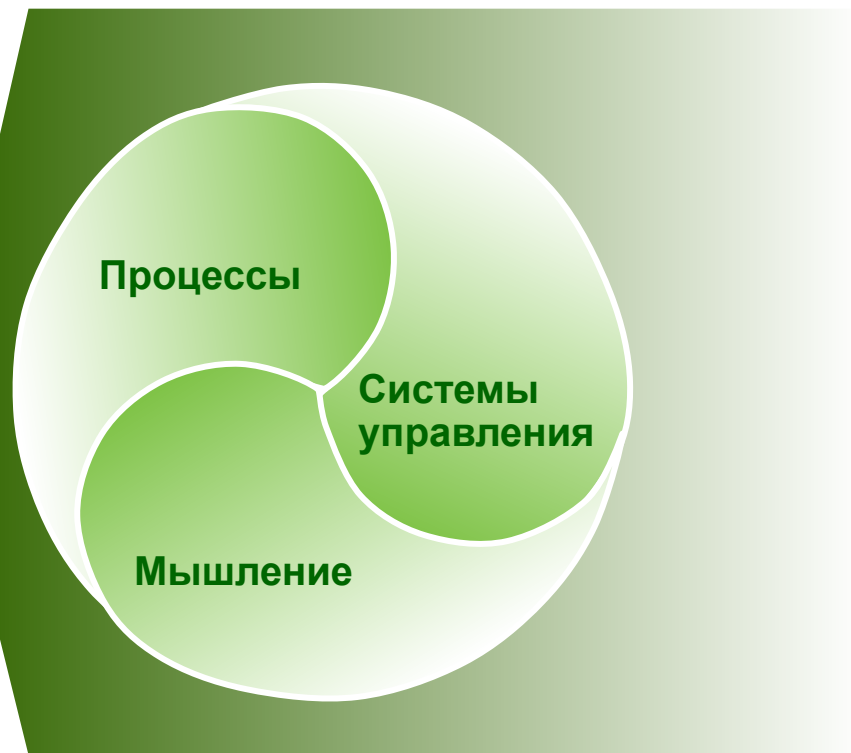 Процессы
Системы
управления
Мышление